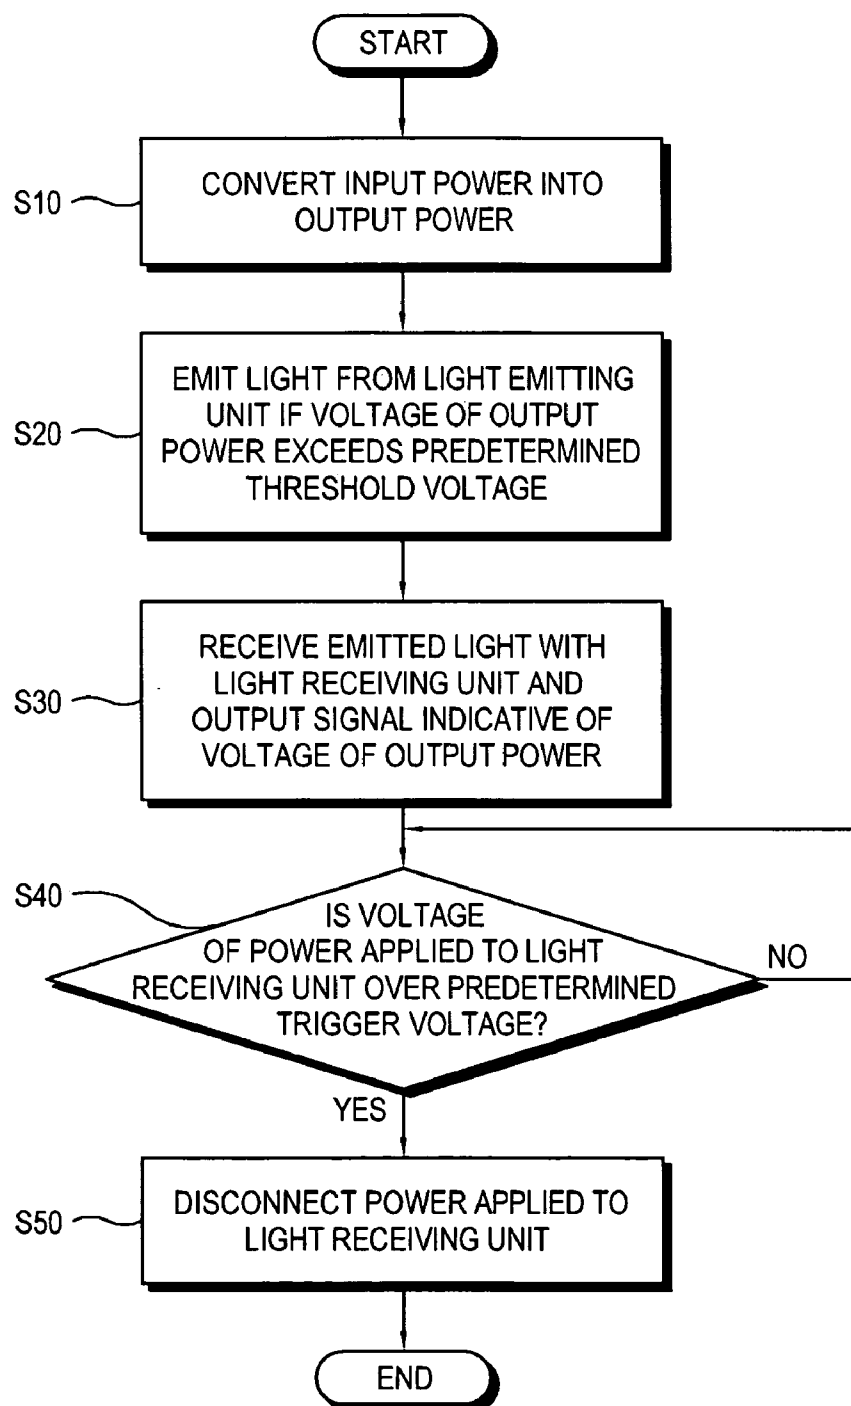 START
S10
CONVERT INPUT POWER INTO
OUTPUT POWER
S20
EMIT LIGHT FROM LIGHT EMITTING
UNIT IF VOLTAGE OF OUTPUT
POWER EXCEEDS PREDETERMINED
THRESHOLD VOLTAGE
S30
RECEIVE EMITTED LIGHT WITH
LIGHT RECEIVING UNIT AND
OUTPUT SIGNAL INDICATIVE OF
VOLTAGE OF OUTPUT POWER
S40
IS VOLTAGE
OF POWER APPLIED TO LIGHT
RECEIVING UNIT OVER PREDETERMINED
TRIGGER VOLTAGE?
NO
YES
S50
DISCONNECT POWER APPLIED TO
LIGHT RECEIVING UNIT
END